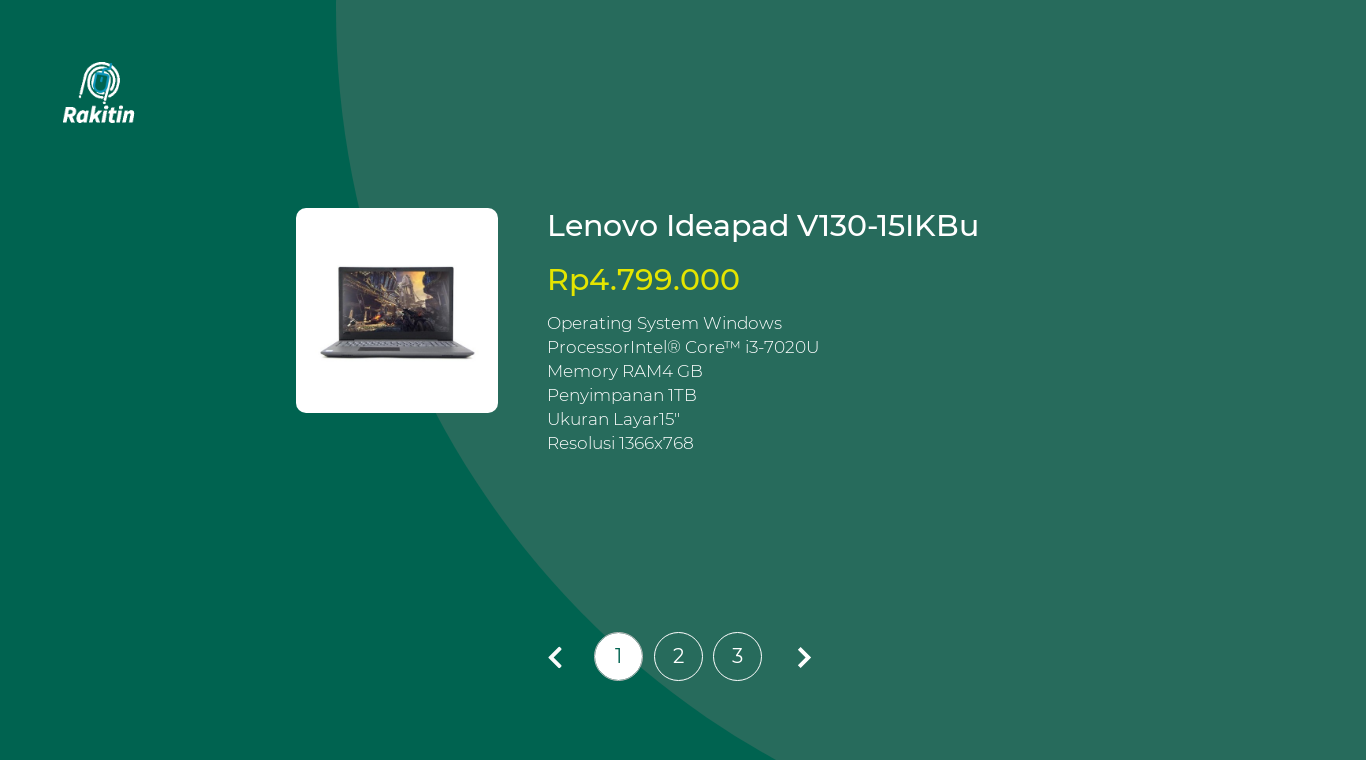 Rakitin
Lenovo Ideapad V130-15IKBu
Rp4.799.000
Operating System Windows
ProcessorIntel® Core™ i3-7020U
Memory RAM4 GB
Penyimpanan 1TB
Ukuran Layar15"
Resolusi 1366x768
1 2 3